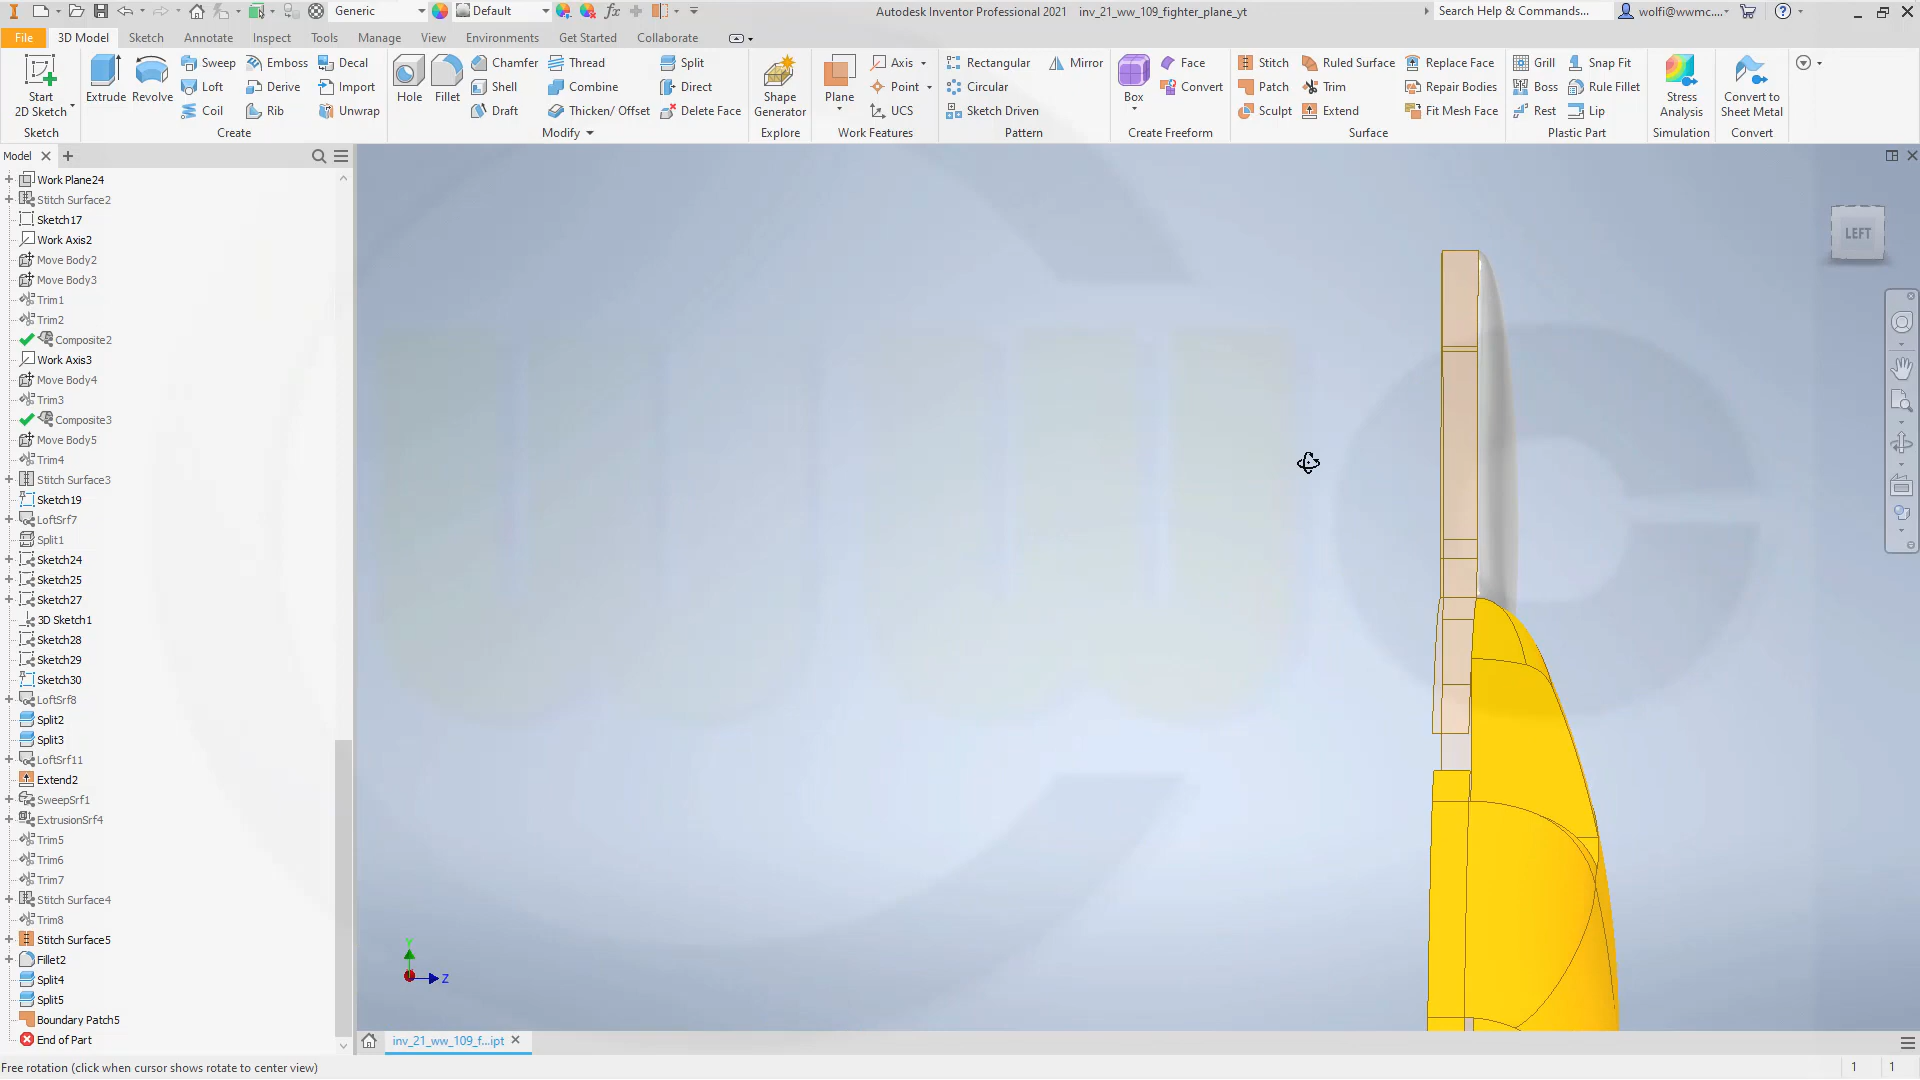 Generic
Default
fx
Autodesk Inventor Professional 2021 inv_21_ww_109_fighter_plane_yt
Search Help & Commands...
wolfi@wwmc....
File 3D Model Sketch Annotate Inspect Tools Manage View Environments Get Started Collaborate
Start
2D Sketch
Sketch
Extrude Revolve
Sweep Emboss Decal
Loft Derive Import
Coil Rib Unwrap
Create
Hole Fillet
Chamfer Thread Split
Shell Combine Direct
Draft Thicken/ Offset Delete Face
Modify
Shape
Generator
Explore
Plane
Axis
Point
UCS
Work Features
Rectangular Mirror
Circular
Sketch Driven
Pattern
Box
Face
Convert
Create Freeform
Stitch Ruled Surface Replace Face
Patch Trim Repair Bodies
Sculpt Extend Fit Mesh Face
Surface
Grill Snap Fit
Boss Rule Fillet
Rest Lip
Plastic Part
Stress
Analysis
Simulation
Convert to
Sheet Metal
Convert
Model
Work Plane24
Stitch Surface2
Sketch17
Work Axis2
Move Body2
Move Body3
Trim1
Trim2
Composite2
Work Axis3
Move Body4
Trim3
Composite3
Move Body5
Trim4
Stitch Surface3
Sketch19
LoftSrf7
Split1
Sketch24
Sketch25
Sketch27
3D Sketch1
Sketch28
Sketch29
Sketch30
LoftSrf8
Split2
Split3
LoftSrf11
Extend2
SweepSrf1
ExtrusionSrf4
Trim5
Trim6
Trim7
Stitch Surface4
Trim8
Stitch Surface5
Fillet2
Split4
Split5
Boundary Patch5
End of Part
LEFT
Y
Z
inv_21_ww_109_f...ipt
Free rotation (click when cursor shows rotate to center view)
1 1